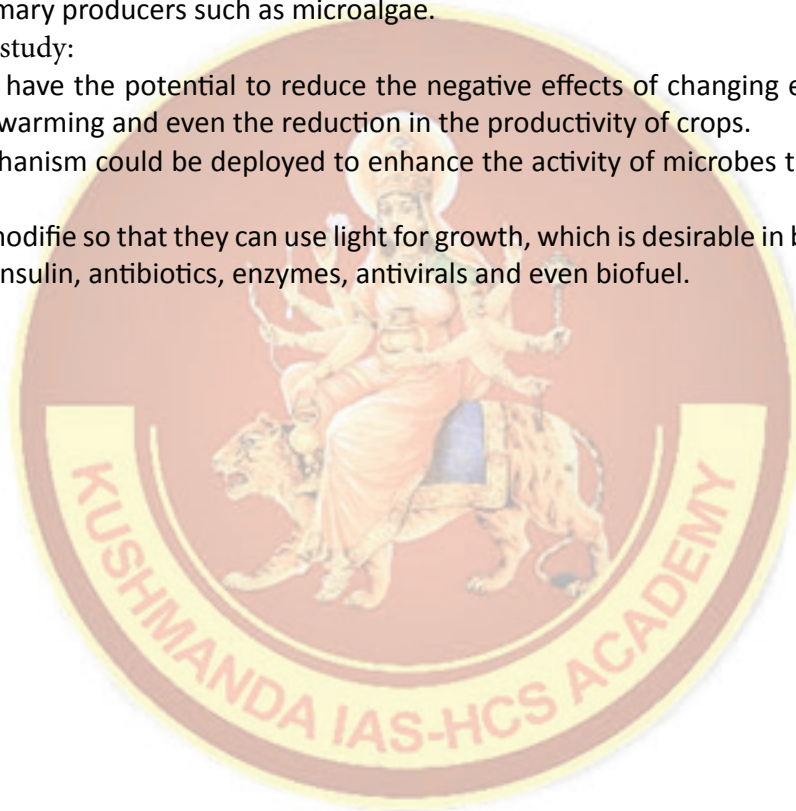 mary producers such as microalgae.
study:
have the potential to reduce the negative effects of changing e
warming and even the reduction in the productivity of crops.
hanism could be deployed to enhance the activity of microbes t
nodifie so that they can use light for growth, which is desirable in b
nsulin, antibiotics, enzymes, antivirals and even biofuel.
KUSHMANDA IAS-HCS ACADEMY